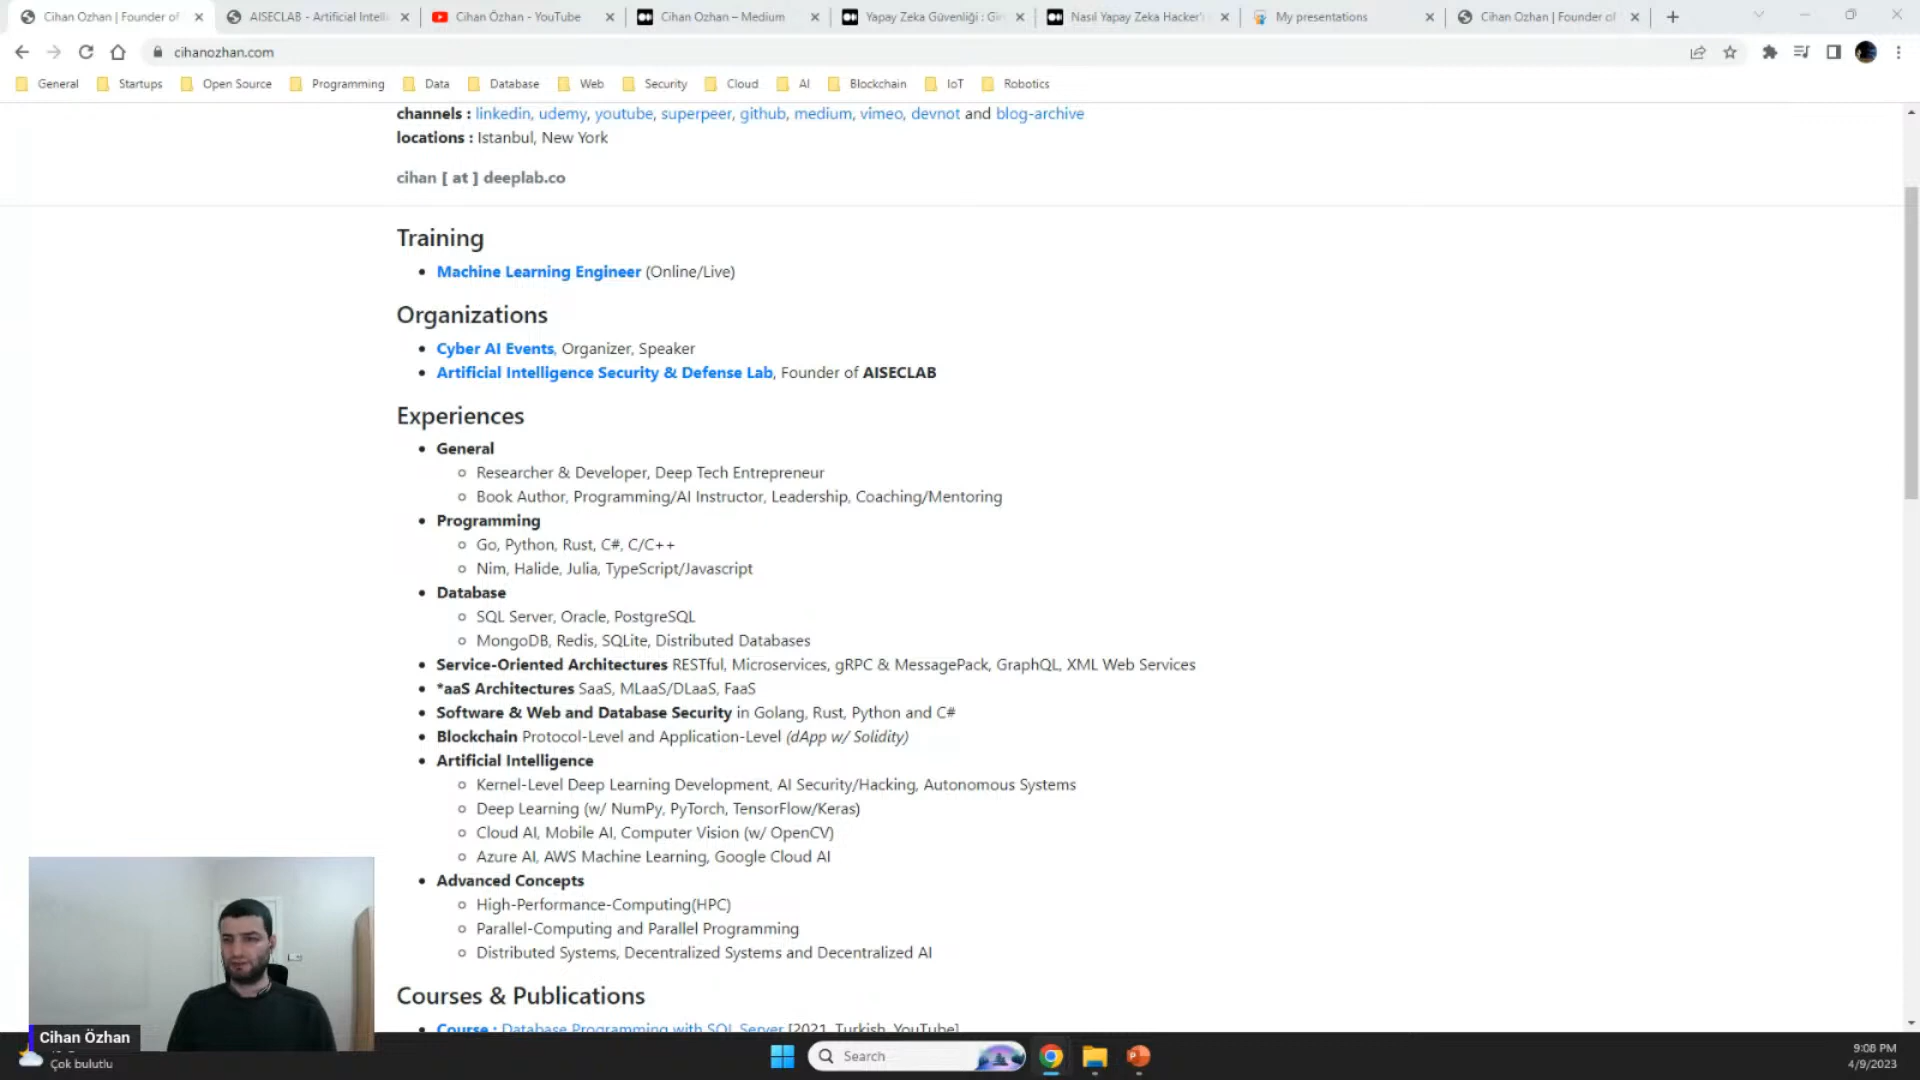 Cihan Ozhan | Founder of
AISECLAB - Artificial Intelli
Cihan Özhan - YouTube
Cihan Ozhan – Medium
Yapay Zeka Güvenliği : Gir
Nasıl Yapay Zeka Hacker'ı
My presentations
Cihan Ozhan | Founder of
cihanozhan.com
General
Startups
Open Source
Programming
Data
Database
Web
Security
Cloud
AI
Blockchain
IoT
Robotics
channels : linkedin, udemy, youtube, superpeer, github, medium, vimeo, devnot and blog-archive
locations : Istanbul, New York
cihan [ at ] deeplab.co
Training
• Machine Learning Engineer (Online/Live)
Organizations
• Cyber AI Events, Organizer, Speaker
• Artificial Intelligence Security & Defense Lab, Founder of AISECLAB
Experiences
• General
Researcher & Developer, Deep Tech Entrepreneur
Book Author, Programming/AI Instructor, Leadership, Coaching/Mentoring
• Programming
Go, Python, Rust, C#, C/C++
Nim, Halide, Julia, TypeScript/Javascript
• Database
SQL Server, Oracle, PostgreSQL
MongoDB, Redis, SQLite, Distributed Databases
• Service-Oriented Architectures RESTful, Microservices, gRPC & MessagePack, GraphQL, XML Web Services
• *aaS Architectures SaaS, MLaaS/DLaaS, FaaS
• Software & Web and Database Security in Golang, Rust, Python and C#
• Blockchain Protocol-Level and Application-Level (dApp w/ Solidity)
• Artificial Intelligence
Kernel-Level Deep Learning Development, AI Security/Hacking, Autonomous Systems
Deep Learning (w/ NumPy, PyTorch, TensorFlow/Keras)
Cloud AI, Mobile AI, Computer Vision (w/ OpenCV)
Azure AI, AWS Machine Learning, Google Cloud AI
• Advanced Concepts
High-Performance-Computing(HPC)
Parallel-Computing and Parallel Programming
Distributed Systems, Decentralized Systems and Decentralized AI
Courses & Publications
• Course : Database Programming with SQL Server [2021, Turkish, YouTube]
Cihan Özhan
Çok bulutlu
Search
9:08 PM
4/9/2023